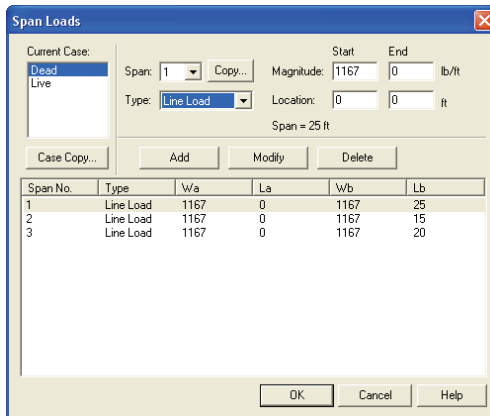 Span Loads
Current Case:
Dead
Live
Span: 1 Copy...
Type: Line Load
Start End
Magnitude: 1167 0 lb/ft
Location: 0 0 ft
Span = 25 ft
Case Copy... Add Modify Delete
Span No. Type Wa La Wb Lb
1 Line Load 1167 0 1167 25
2 Line Load 1167 0 1167 15
3 Line Load 1167 0 1167 20
OK Cancel Help